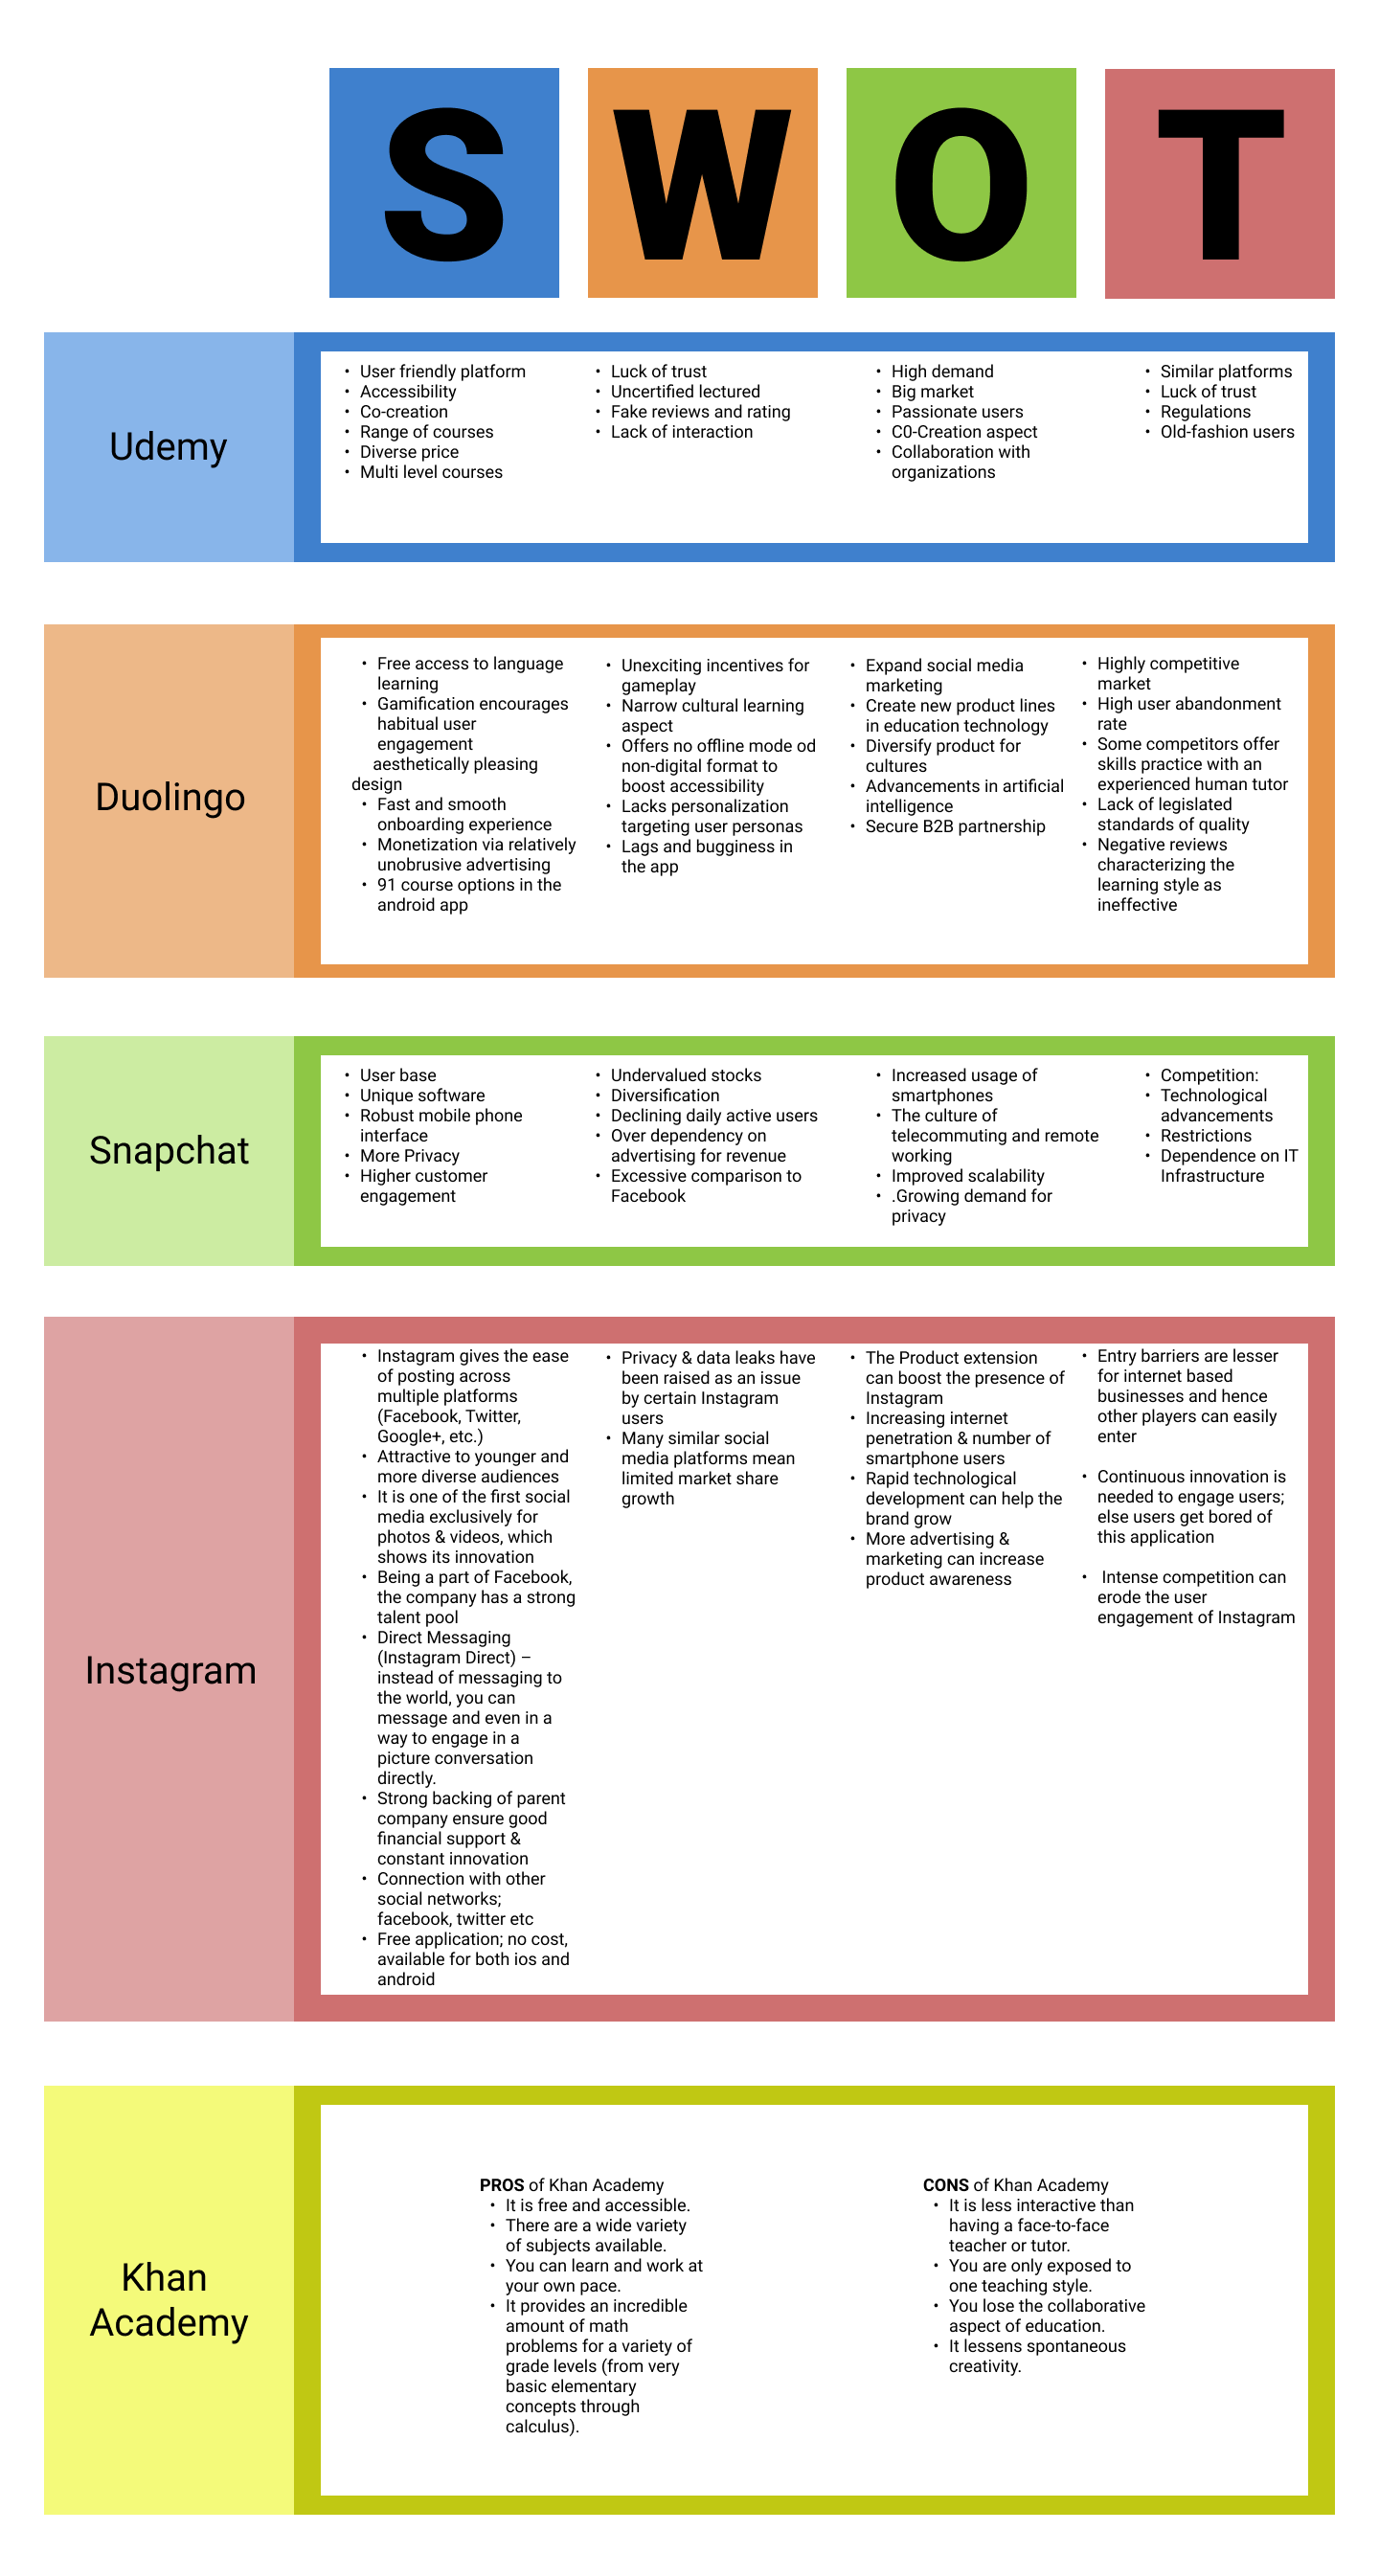 S W O T
Udemy
• User friendly platform
• Accessibility
• Co-creation
• Range of courses
• Diverse price
• Multi level courses
• Luck of trust
• Uncertified lectured
• Fake reviews and rating
• Lack of interaction
• High demand
• Big market
• Passionate users
• C0-Creation aspect
• Collaboration with
organizations
• Similar platforms
• Luck of trust
• Regulations
• Old-fashion users
Duolingo
• Free access to language
learning
• Gamification encourages
habitual user
engagement
aesthetically pleasing
design
• Fast and smooth
onboarding experience
• Monetization via relatively
unobrusive advertising
• 91 course options in the
android app
• Unexciting incentives for
gameplay
• Narrow cultural learning
aspect
• Offers no offline mode od
non-digital format to
boost accessibility
• Lacks personalization
targeting user personas
• Lags and bugginess in
the app
• Expand social media
marketing
• Create new product lines
in education technology
• Diversify product for
cultures
• Advancements in artificial
intelligence
• Secure B2B partnership
• Highly competitive
market
• High user abandonment
rate
• Some competitors offer
skills practice with an
experienced human tutor
• Lack of legislated
standards of quality
• Negative reviews
characterizing the
learning style as
ineffective
Snapchat
• User base
• Unique software
• Robust mobile phone
interface
• More Privacy
• Higher customer
engagement
• Undervalued stocks
• Diversification
• Declining daily active users
• Over dependency on
advertising for revenue
• Excessive comparison to
Facebook
• Increased usage of
smartphones
• The culture of
telecommuting and remote
working
• Improved scalability
• .Growing demand for
privacy
• Competition:
• Technological
advancements
• Restrictions
• Dependence on IT
Infrastructure
Instagram
• Instagram gives the ease
of posting across
multiple platforms
(Facebook, Twitter,
Google+, etc.)
• Attractive to younger and
more diverse audiences
• It is one of the first social
media exclusively for
photos & videos, which
shows its innovation
• Being a part of Facebook,
the company has a strong
talent pool
• Direct Messaging
(Instagram Direct) –
instead of messaging to
the world, you can
message and even in a
way to engage in a
picture conversation
directly.
• Strong backing of parent
company ensure good
financial support &
constant innovation
• Connection with other
social networks;
facebook, twitter etc
• Free application; no cost,
available for both ios and
android
• Privacy & data leaks have
been raised as an issue
by certain Instagram
users
• Many similar social
media platforms mean
limited market share
growth
• The Product extension
can boost the presence of
Instagram
• Increasing internet
penetration & number of
smartphone users
• Rapid technological
development can help the
brand grow
• More advertising &
marketing can increase
product awareness
• Entry barriers are lesser
for internet based
businesses and hence
other players can easily
enter
• Continuous innovation is
needed to engage users;
else users get bored of
this application
• Intense competition can
erode the user
engagement of Instagram
Khan
Academy
PROS of Khan Academy
• It is free and accessible.
• There are a wide variety
of subjects available.
• You can learn and work at
your own pace.
• It provides an incredible
amount of math
problems for a variety of
grade levels (from very
basic elementary
concepts through
calculus).
CONS of Khan Academy
• It is less interactive than
having a face-to-face
teacher or tutor.
• You are only exposed to
one teaching style.
• You lose the collaborative
aspect of education.
• It lessens spontaneous
creativity.